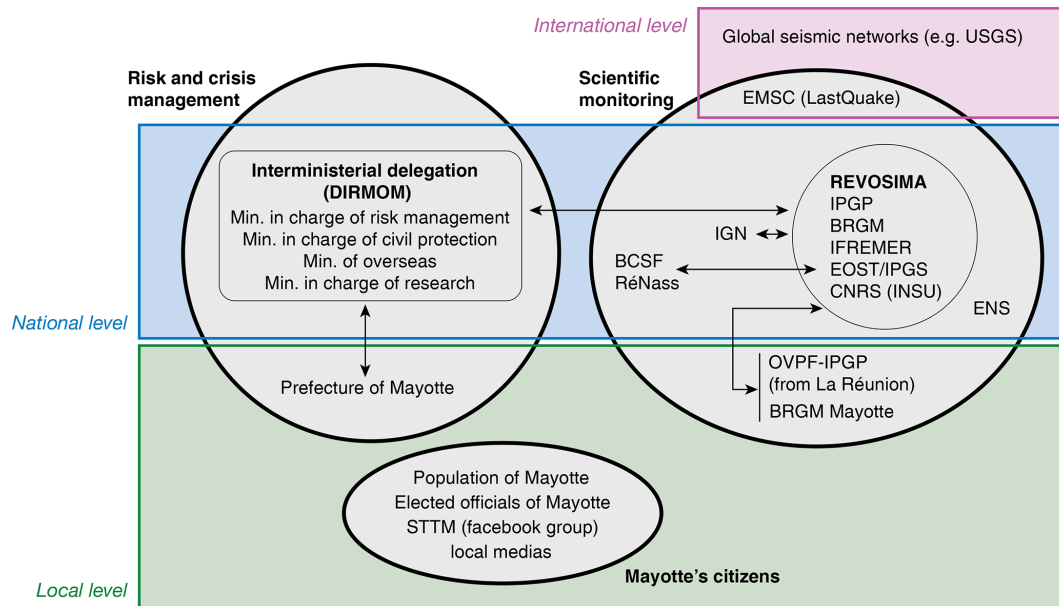 International level
Global seismic networks (e.g. USGS)
Risk and crisis
management
Scientific
monitoring
EMSC (LastQuake)
Interministerial delegation
(DIRMOM)
Min. in charge of risk management
Min. in charge of civil protection
Min. of overseas
Min. in charge of research
REVOSIMA
IPGP
BRGM
IFREMER
EOST/IPGS
CNRS (INSU)
IGN
BCSF
RéNass
ENS
National level
Prefecture of Mayotte
OVPF-IPGP
(from La Réunion)
BRGM Mayotte
Population of Mayotte
Elected officials of Mayotte
STTM (facebook group)
local medias
Mayotte's citizens
Local level